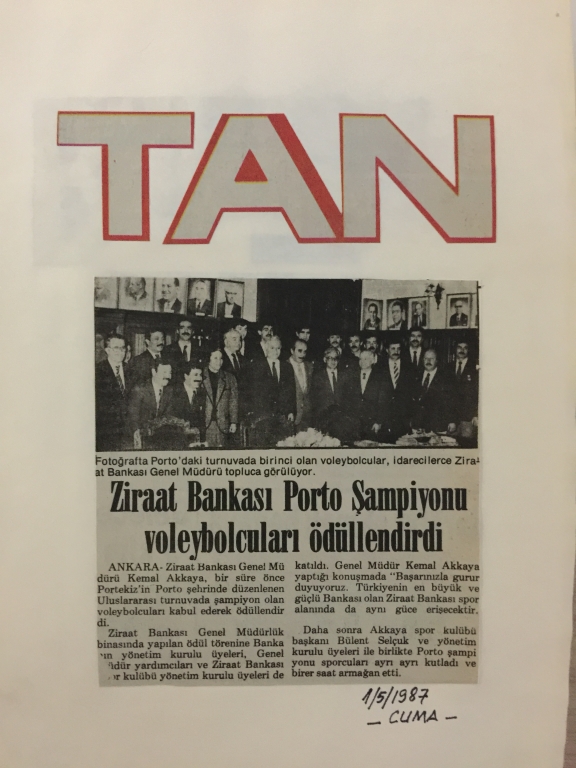 TAN
Fotoğrafta Porto'daki turnuvada birinci olan voleybolcular, idarecilerce Zira-
at Bankası Genel Müdürü topluca görülüyor.
Ziraat Bankası Porto Şampiyonu
voleybolcuları ödüllendirdi
ANKARA- Ziraat Bankası Genel Mü
dürü Kemal Akkaya, bir süre önce
Portekiz'in Porto şehrinde düzenlenen
Uluslararası turnuvada şampiyon olan
voleybolcuları kabul ederek ödüllendir
di.
Ziraat Bankası Genel Müdürlük
binasında yapılan ödül törenine Banka
yönetim kurulu üyeleri, Genel
Müdür yardımcıları ve Ziraat Bankası
kulübü yönetim kurulu üyeleri de
katıldı. Genel Müdür Kemal Akkaya
yaptığı konuşmada "Başarınızla gurur
duyuyoruz. Türkiyenin en büyük ve
güçlü Bankası olan Ziraat Bankası spor
alanında da aynı güce erişecektir.
Daha sonra Akkaya spor kulübü
başkanı Bülent Selçuk ve yönetim
kurulu üyeleri ile birlikte Porto şampi
yonu sporcuları ayrı ayrı kutladı ve
birer saat armağan etti.
1/5/1987
- CUMA -